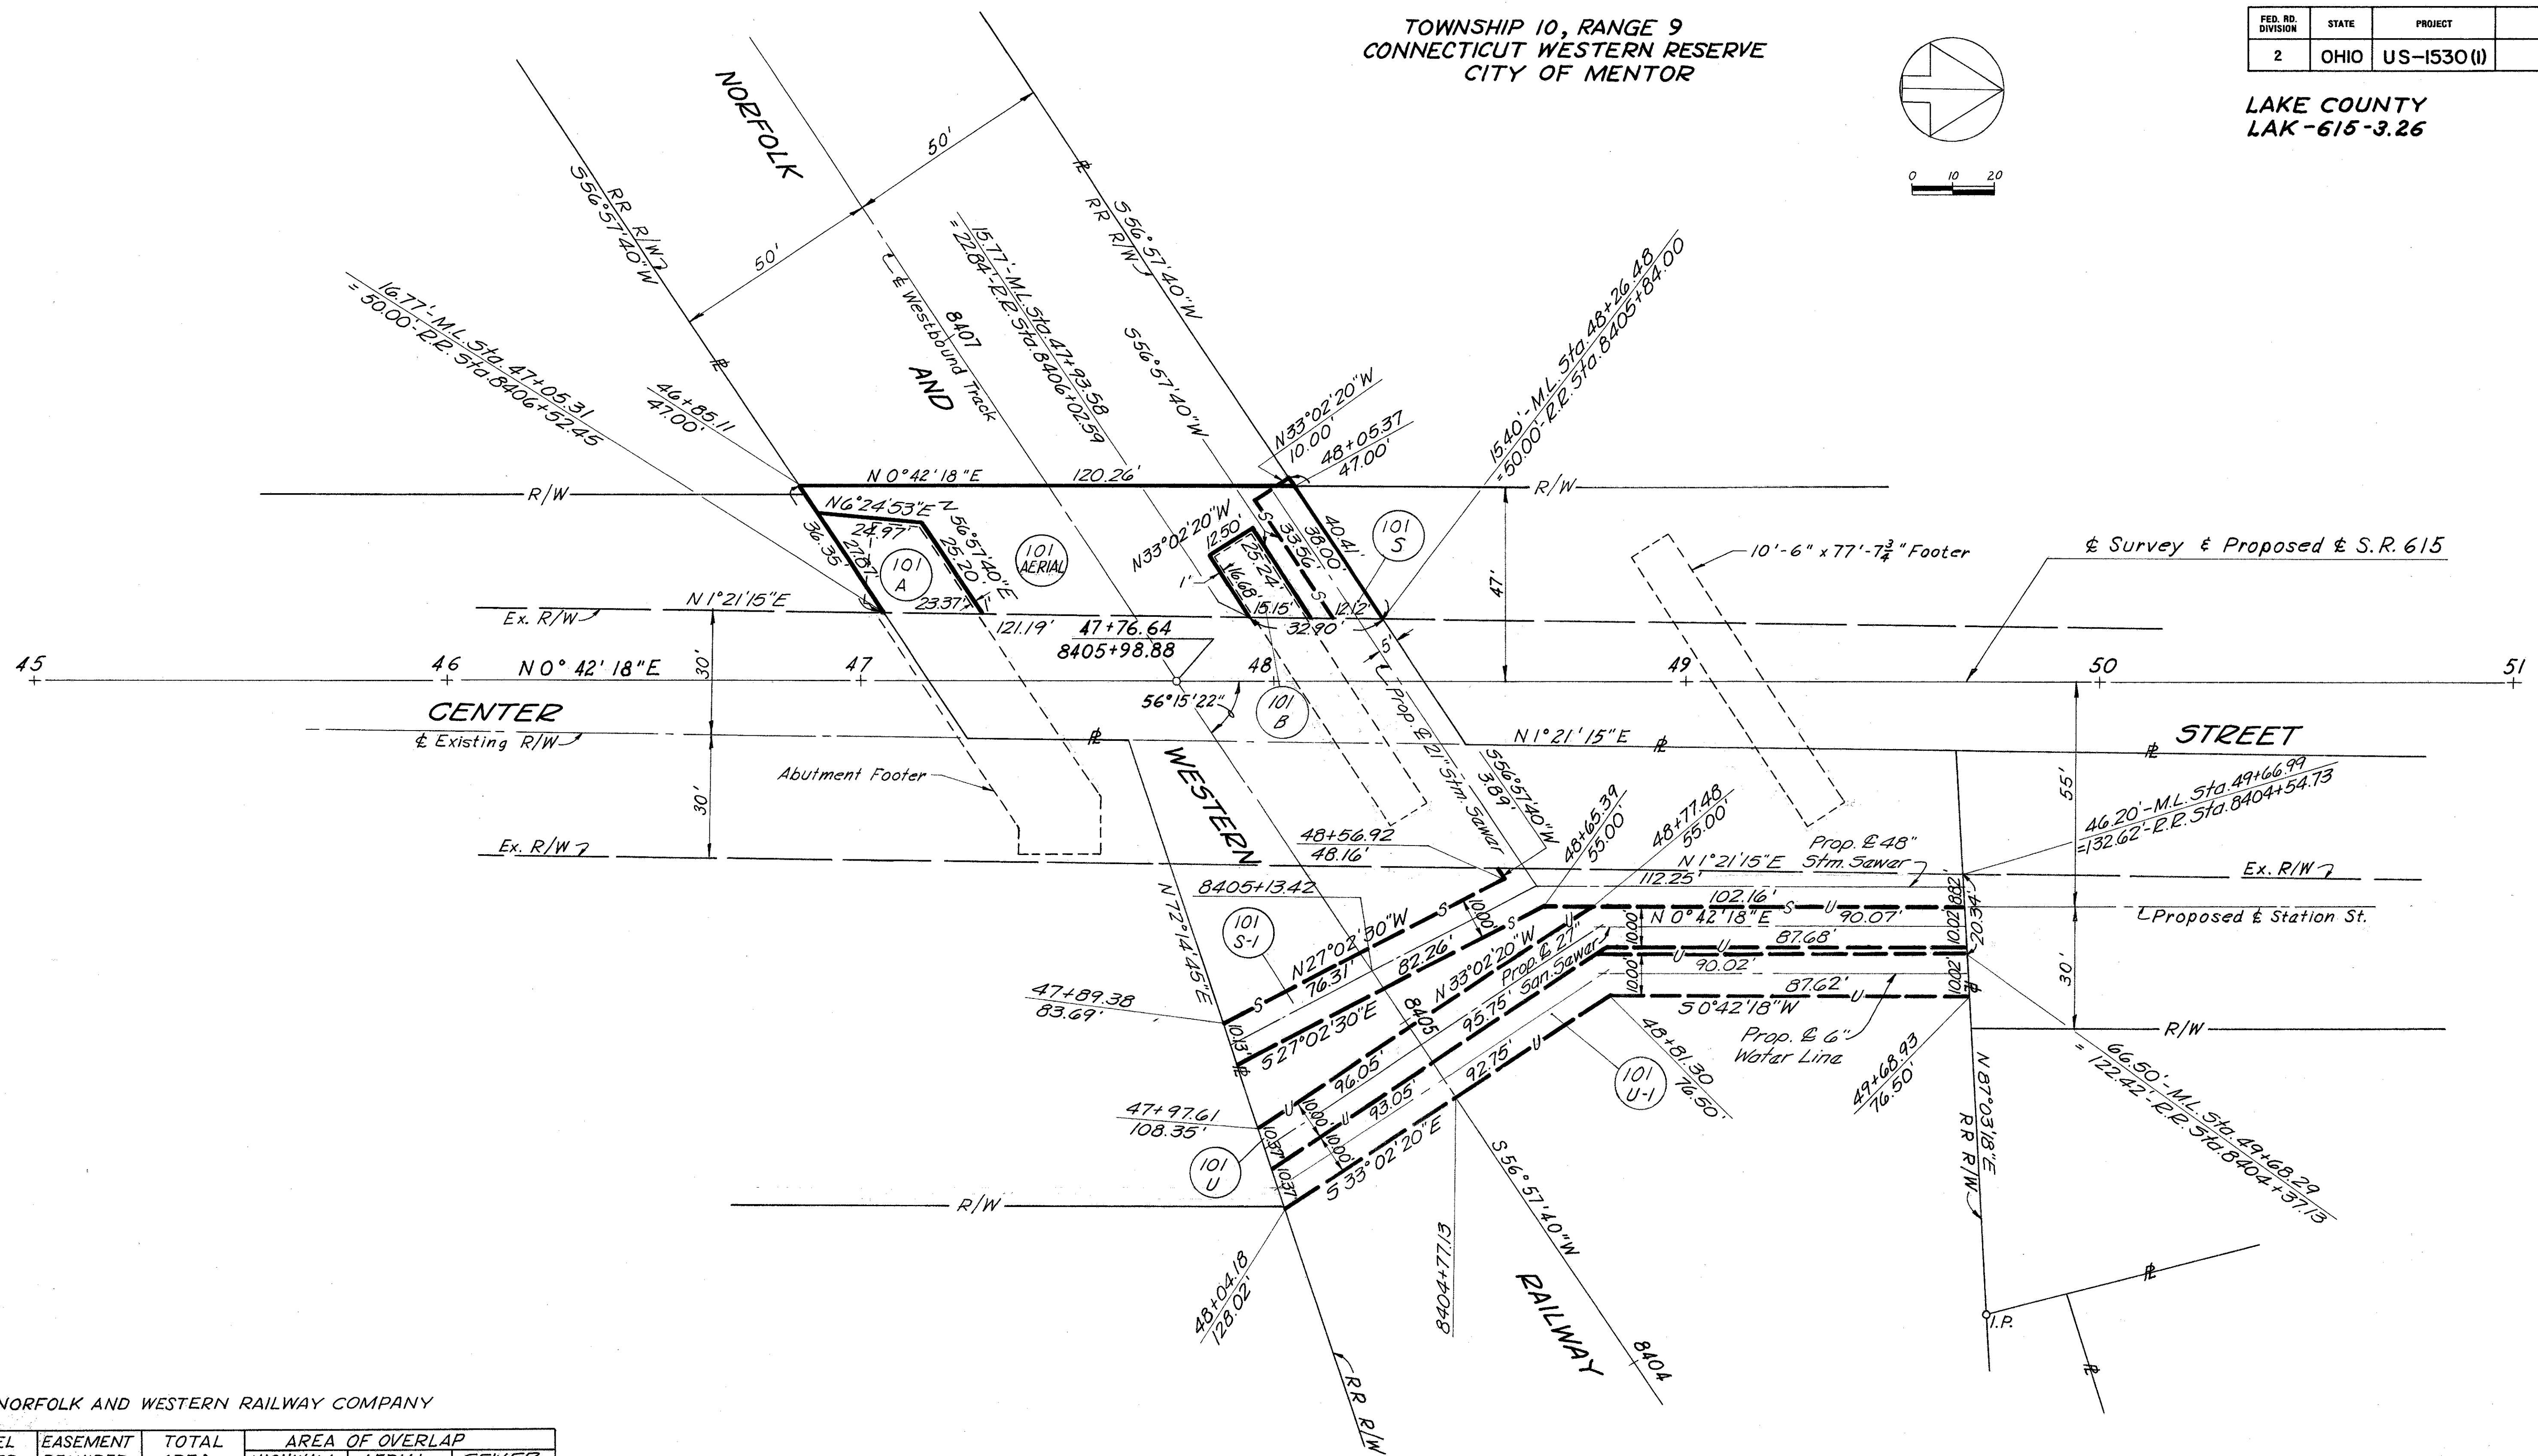 TOWNSHIP 10, RANGE 9
CONNECTICUT WESTERN RESERVE
CITY OF MENTOR
FED. RD. DIVISION
STATE
PROJECT
2
OHIO
US-1530(1)
LAKE COUNTY
LAK-615-3.26
0 10 20
NORFOLK
AND
WESTERN
RAILWAY
50'
50'
RR R/W
S56°57'40"W
℄ Westbound Track
8407
15.77'-M.L. Sta. 47+93.58
= 22.84'-R.R. Sta. 8406+02.59
S56°57'40"W
S56°57'40"W
RR R/W
16.77'-M.L. Sta. 47+05.31
= 50.00'-R.R. Sta. 8406+52.45
46+85.11
47.00'
N33°02'20"W
10.00'
48+05.37
47.00'
15.40'-M.L. Sta. 48+26.48
=50.00'-R.R. Sta. 8405+84.00
R/W
N 0°42'18"E
120.26'
R/W
N6°24'53"E
24.97'
36.35'
27.87'
101
A
S56°57'40"E
25.20'
23.37'
1'
101
AERIAL
N33°02'20"W
12.50'
1'
16.68'
25.24'
15.15'
S
33.56'
S
38.00'
40.41'
12.12'
32.90'
101
S
47'
10'-6" x 77'-7¾" Footer
℄ Survey & Proposed ℄ S.R. 615
Ex. R/W
N 1°21'15"E
121.19'
47+76.64
8405+98.88
5'
45
46
N 0° 42' 18"E
47
48
49
50
51
30'
56°15'22"
101
B
CENTER
℄ Existing R/W
Abutment Footer
30'
Ex. R/W
Prop. ℄ 21" Stm. Sewer
N 1°21'15"E
STREET
S56°57'40"W
3.89'
48+56.92
48.16'
48+65.39
55.00'
48+77.48
55.00'
55'
46.20'-M.L. Sta. 49+66.99
=132.62'-R.R. Sta. 8404+54.73
Prop. ℄ 48"
Stm. Sewer
N 1°21'15"E
112.25'
Ex. R/W
8405+13.42
N 72°14'45"E
101
S-1
N27°02'30"W
76.31'
S
S
10.00'
82.26'
S27°02'30"E
10.13'
102.16'
S U
N 0°42'18"E
90.07'
8.82'
10.02'
20.34'
Proposed ℄ Station St.
10.00'
87.68'
U
U
90.02'
10.00'
87.62'
U
10.02'
S 0°42'18"W
30'
47+89.38
83.69'
N 33°02'20"W
Prop. ℄ 27"
San. Sewer
8405
95.75'
96.05'
U
10.00'
U
93.05'
92.75'
U
10.00'
S 33°02'20"E
10.37'
10.37'
47+97.61
108.35'
101
U
101
U-1
48+81.30
76.50'
Prop. ℄ 6"
Water Line
49+68.93
76.50'
R/W
66.50'-M.L. Sta. 49+68.29
= 122.42'-R.R. Sta. 8404+37.13
N 87°03'18"E
RR R/W
R/W
48+04.18
128.02'
8404+77.13
S 56°57'40"W
8404
I.P.
RR R/W
NORFOLK AND WESTERN RAILWAY COMPANY
EASEMENT
TOTAL
AREA OF OVERLAP